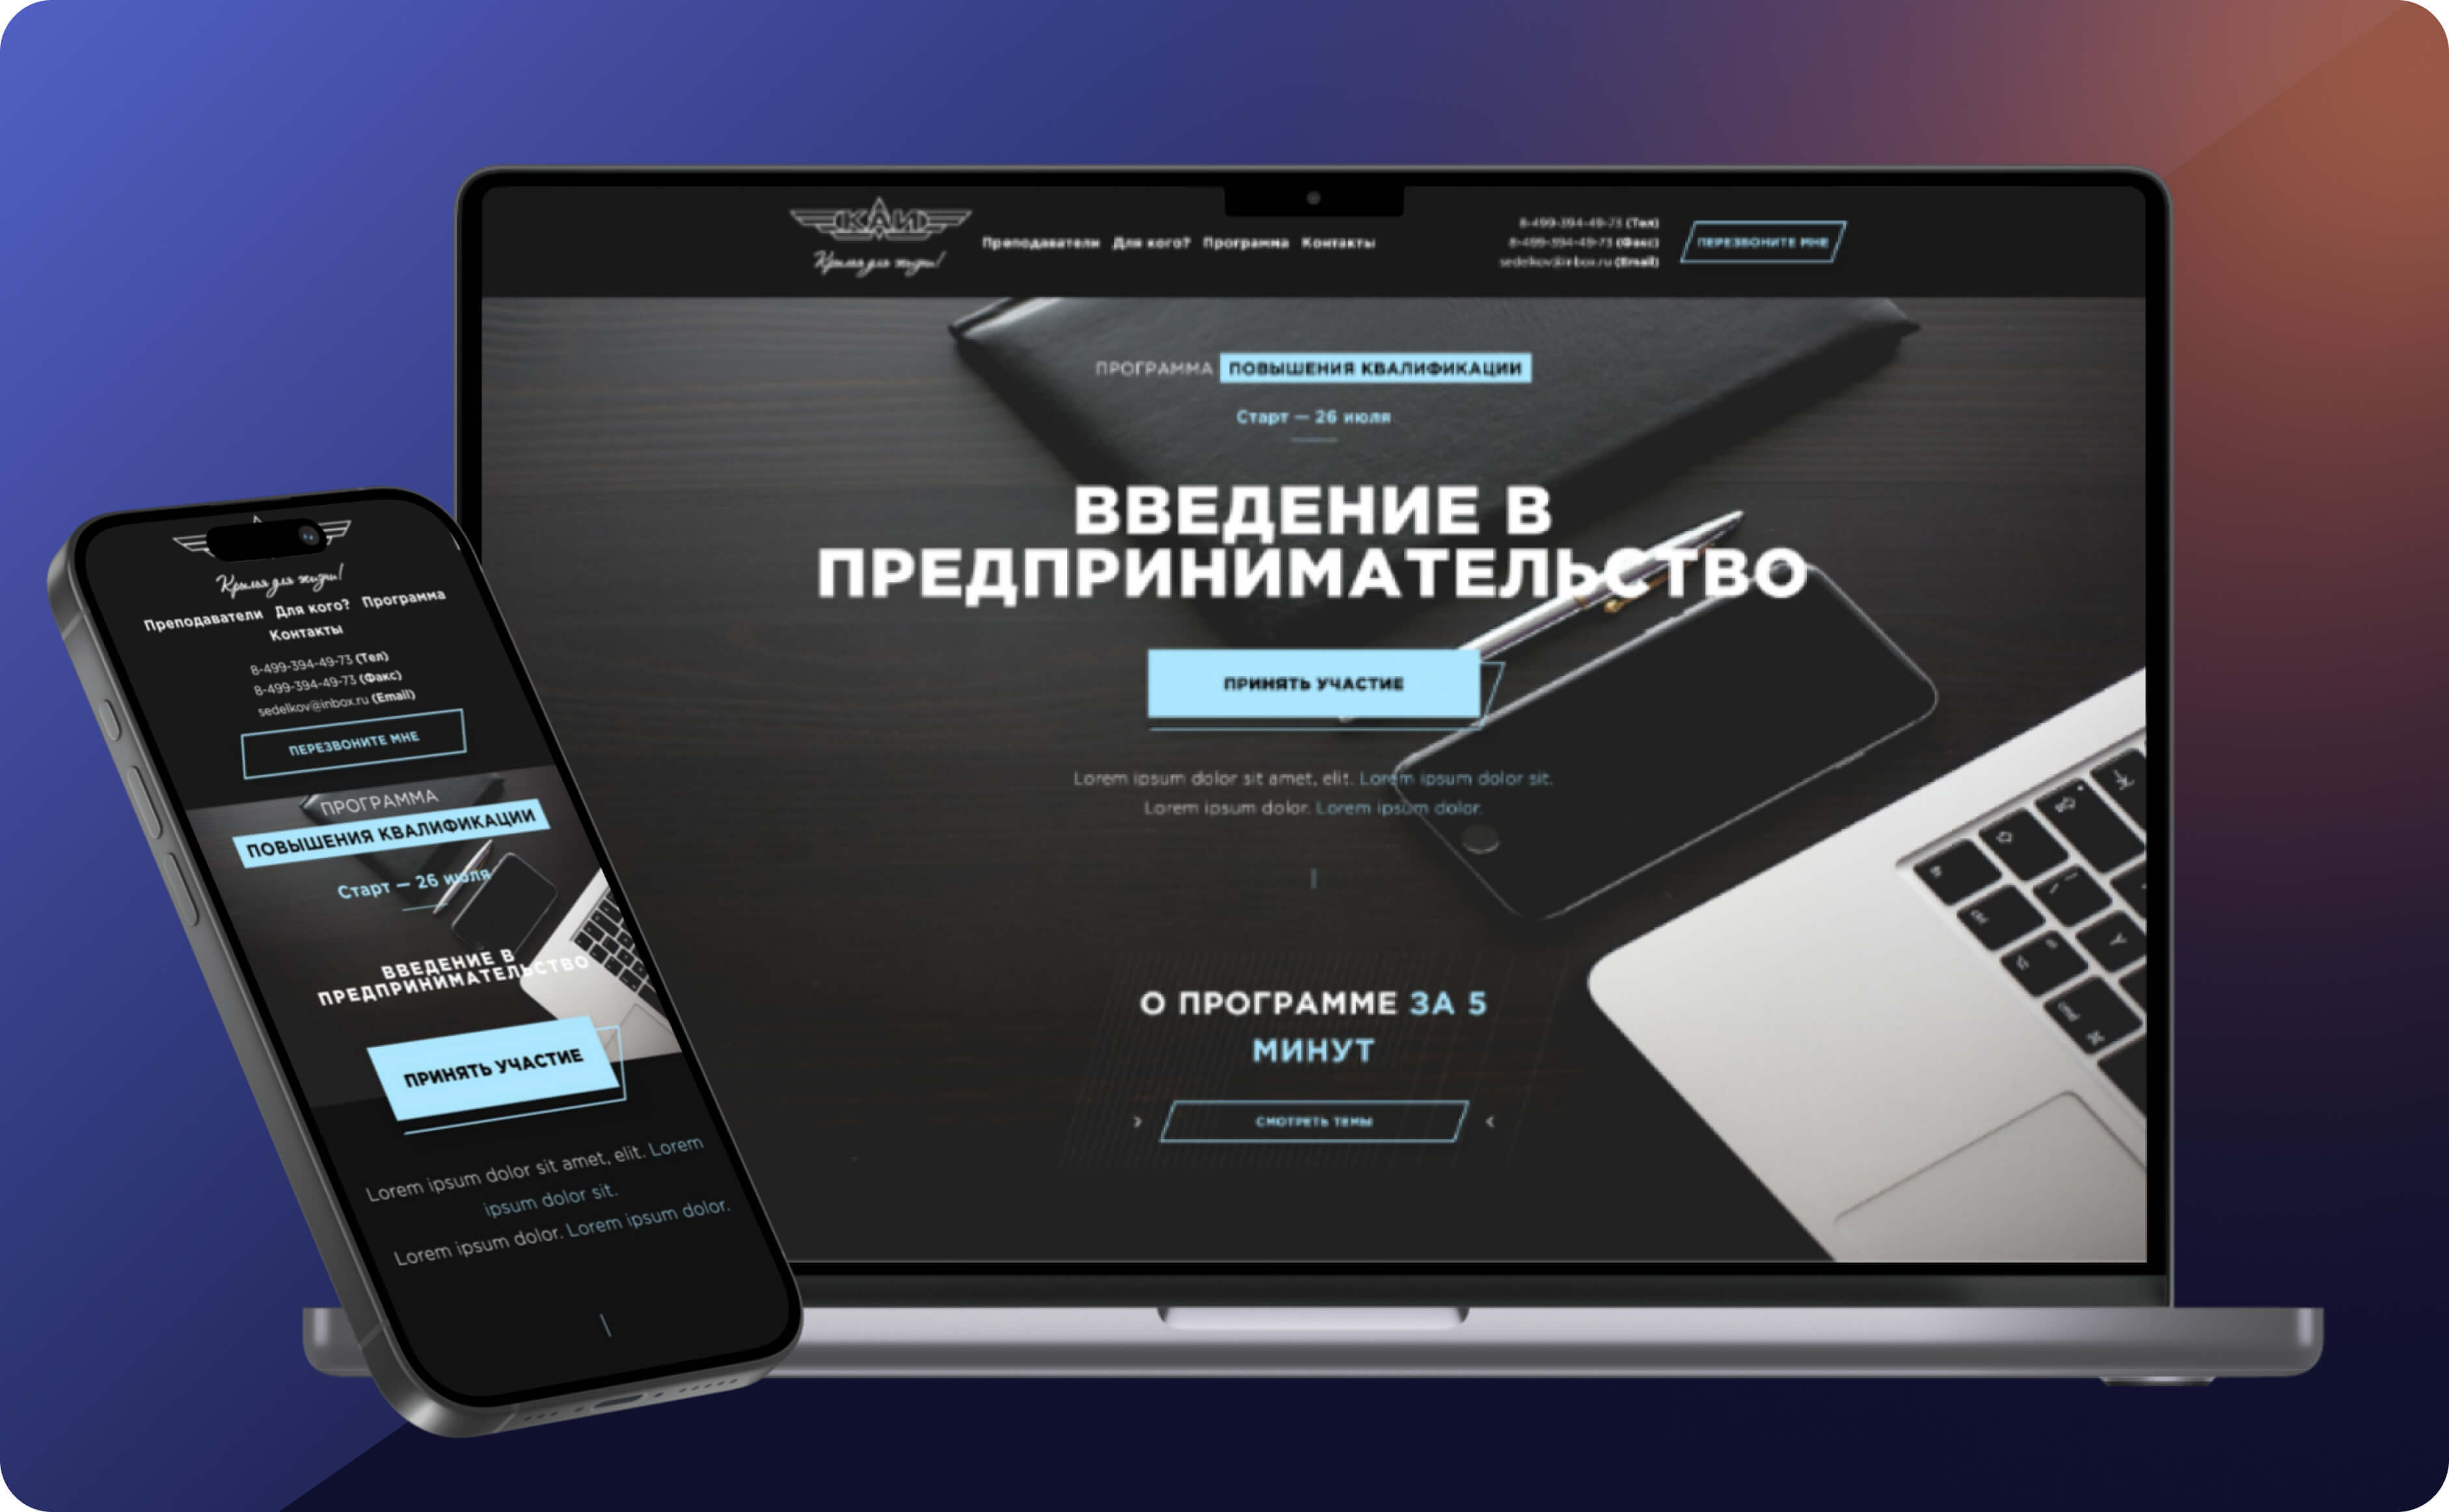 КАИ
Крылья для жизни!
Преподаватели Для кого? Программа Контакты
8-499-394-49-73 (Тел)
8-499-394-49-73 (Факс)
sedelkov@inbox.ru (Email)
ПЕРЕЗВОНИТЕ МНЕ
ПРОГРАММА ПОВЫШЕНИЯ КВАЛИФИКАЦИИ
Старт — 26 июля
ВВЕДЕНИЕ В
ПРЕДПРИНИМАТЕЛЬСТВО
ПРИНЯТЬ УЧАСТИЕ
Lorem ipsum dolor sit amet, elit. Lorem ipsum dolor sit.
Lorem ipsum dolor. Lorem ipsum dolor.
О ПРОГРАММЕ ЗА 5
МИНУТ
СМОТРЕТЬ ТЕМЫ
Крылья для жизни!
Преподаватели Для кого? Программа
Контакты
8-499-394-49-73 (Тел)
8-499-394-49-73 (Факс)
sedelkov@inbox.ru (Email)
ПЕРЕЗВОНИТЕ МНЕ
ПРОГРАММА
ПОВЫШЕНИЯ КВАЛИФИКАЦИИ
Старт — 26 июля
ВВЕДЕНИЕ В
ПРЕДПРИНИМАТЕЛЬСТВО
ПРИНЯТЬ УЧАСТИЕ
Lorem ipsum dolor sit amet, elit. Lorem
ipsum dolor sit.
Lorem ipsum dolor. Lorem ipsum dolor.